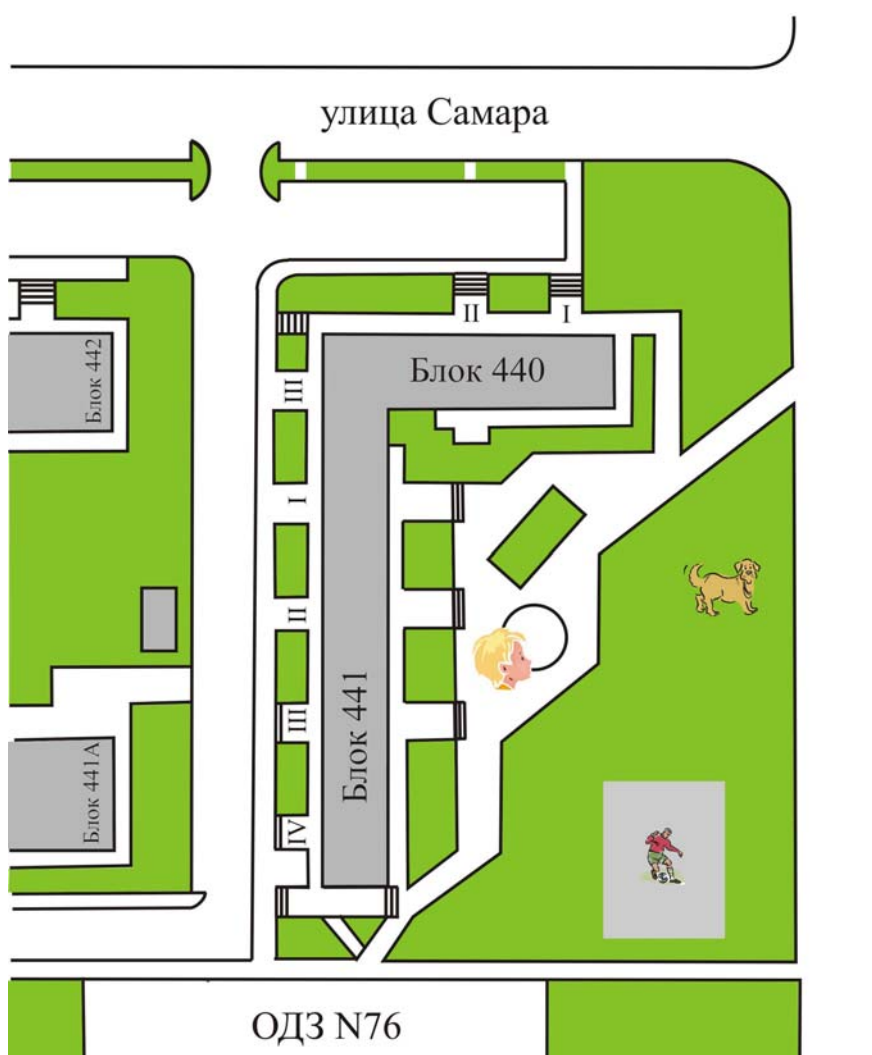 улица Самара
II
I
Блок 442
Блок 440
III
I
II
Блок 441
III
Блок 441А
IV
ОДЗ N76